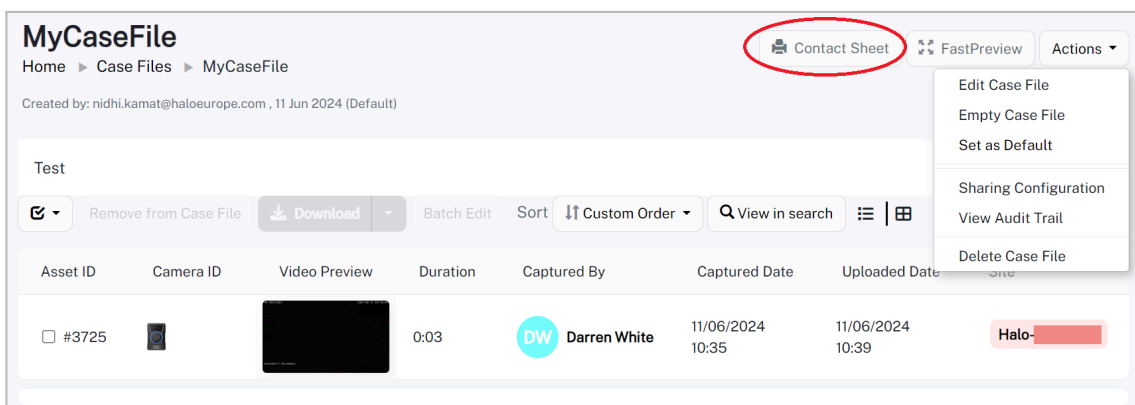 MyCaseFile
Contact Sheet FastPreview Actions
Home Case Files MyCaseFile
Created by: nidhi.kamat@haloeurope.com , 11 Jun 2024 (Default)
Edit Case File
Empty Case File
Set as Default
Sharing Configuration
View Audit Trail
Delete Case File
Test
Remove from Case File Download Batch Edit Sort Custom Order View in search
Asset ID Camera ID Video Preview Duration Captured By Captured Date Uploaded Date Site
#3725 0:03 DW Darren White 11/06/2024 11/06/2024 Halo-
10:35 10:39